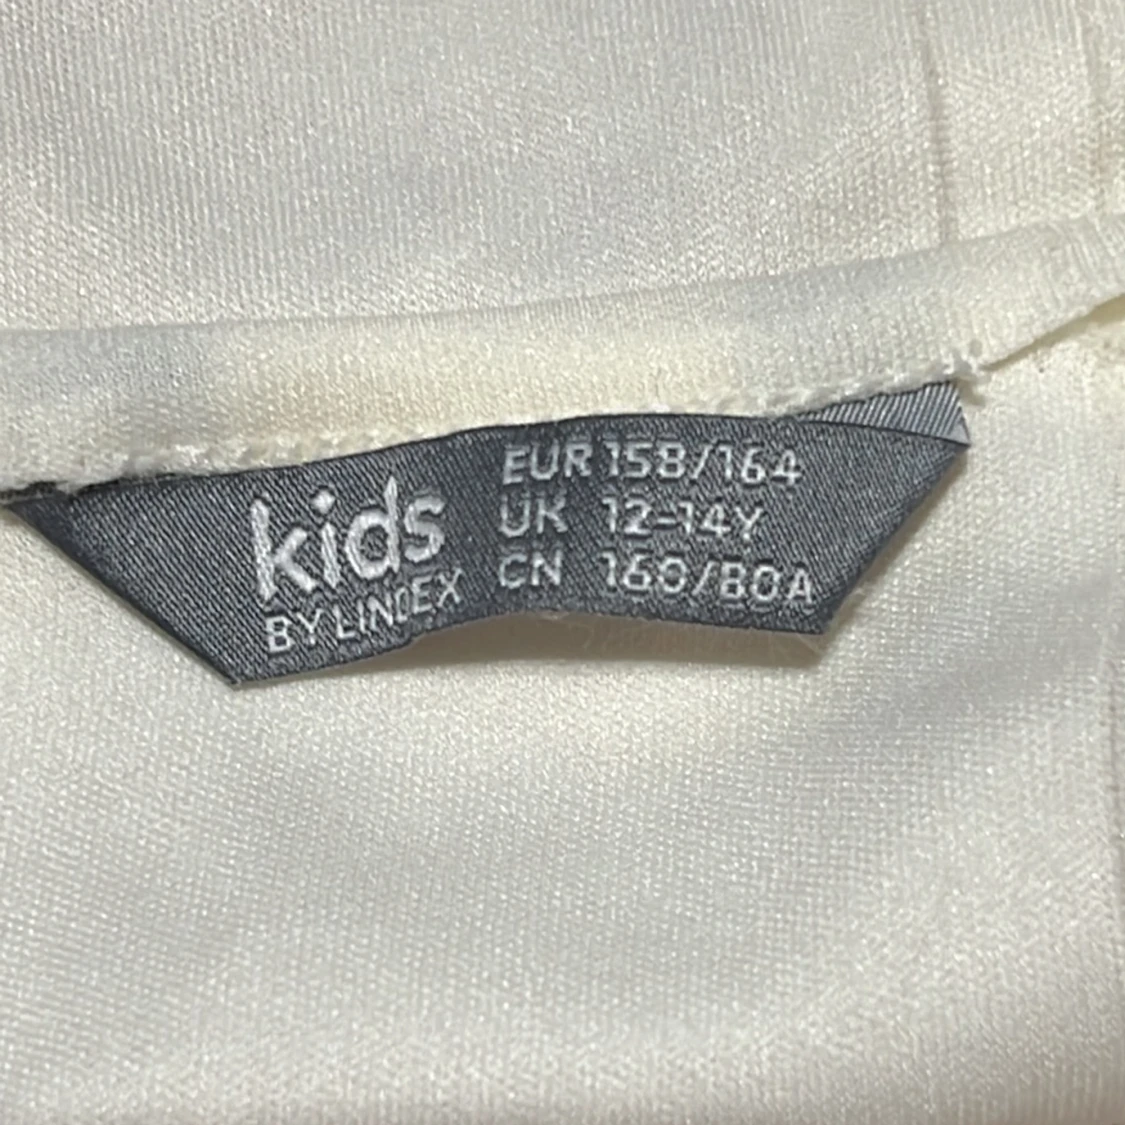 kids
BY LINDEX
EUR 158/164
UK 12-14Y
CN 160/80A